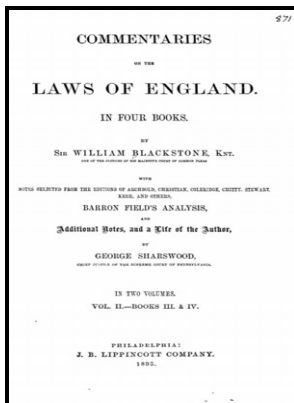 871
COMMENTARIES
ON THE
LAWS OF ENGLAND.
IN FOUR BOOKS.
BY
SIR WILLIAM BLACKSTONE, KNT.
ONE OF THE JUSTICES OF HIS MAJESTY'S COURT OF COMMON PLEAS.
WITH
NOTES SELECTED FROM THE EDITIONS OF ARCHBOLD, CHRISTIAN, COLERIDGE, CHITTY, STEWART,
KERR, AND OTHERS,
BARRON FIELD'S ANALYSIS,
AND
Additional Notes, and a Life of the Author,
BY
GEORGE SHARSWOOD,
CHIEF JUSTICE OF THE SUPREME COURT OF PENNSYLVANIA.
IN TWO VOLUMES.
VOL. II.—BOOKS III. & IV.
PHILADELPHIA:
J. B. LIPPINCOTT COMPANY.